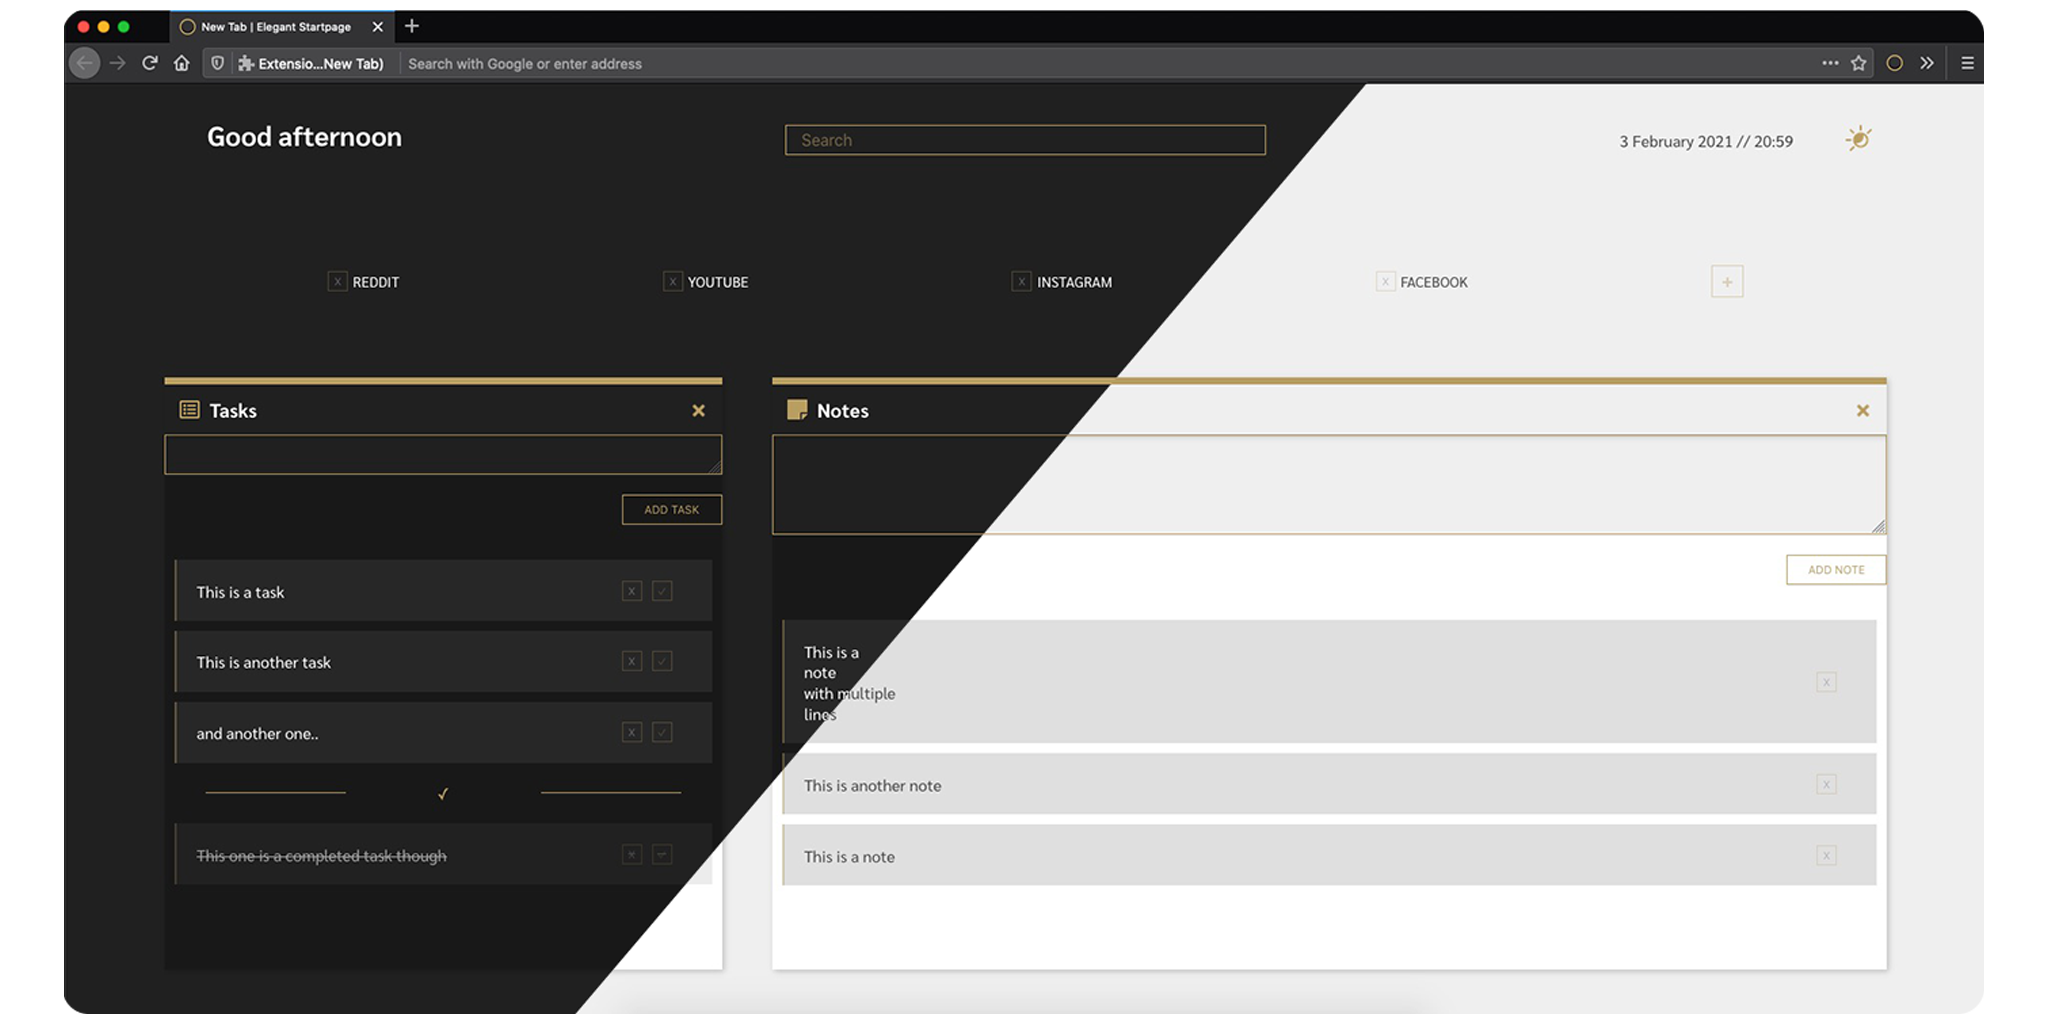 New Tab | Elegant Startpage
Extensio...New Tab) Search with Google or enter address
Good afternoon
Search
3 February 2021 // 20:59
X REDDIT
X YOUTUBE
X INSTAGRAM
X FACEBOOK
+
Tasks
ADD TASK
This is a task
X
This is another task
X
and another one..
X
This one is a completed task though
X
Notes
ADD NOTE
This is a
note
with multiple
lines
X
This is another note
X
This is a note
X